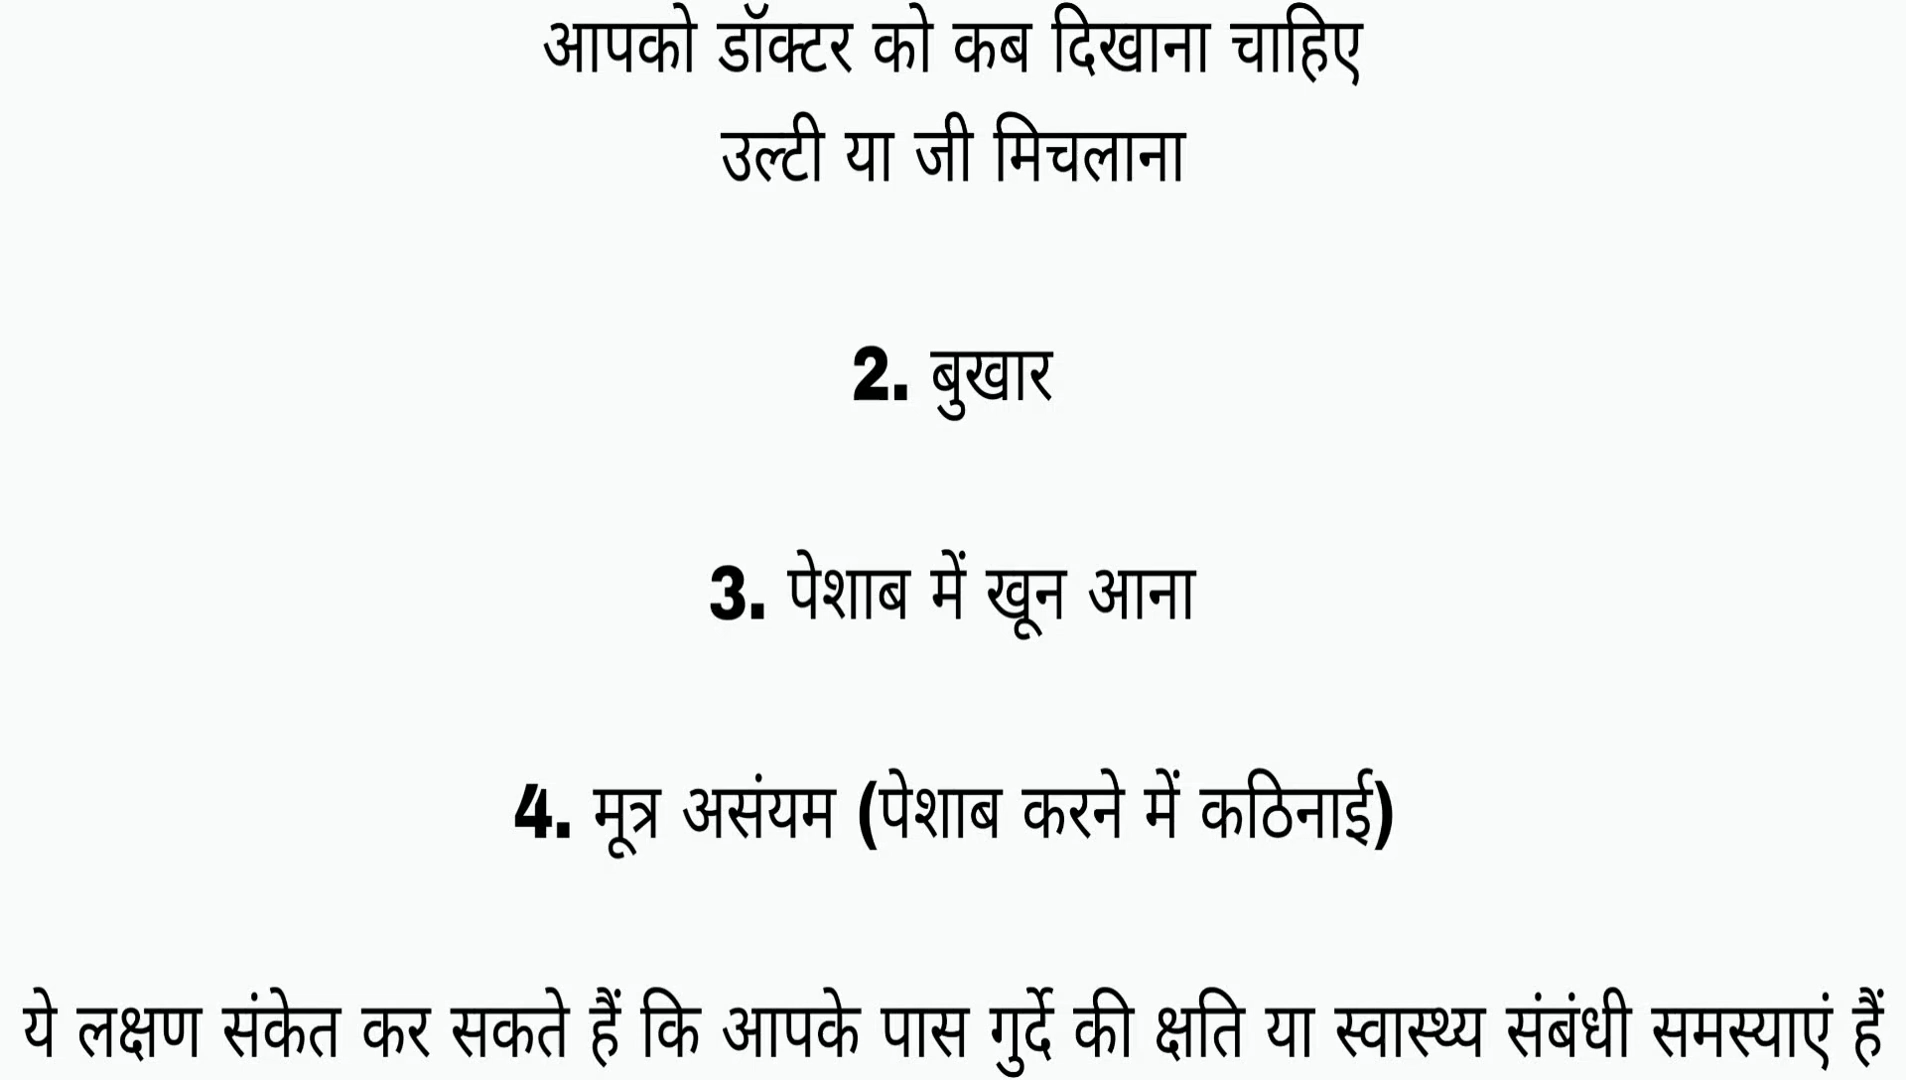 आपको डॉक्टर को कब दिखाना चाहिए
उल्टी या जी मिचलाना
2. बुखार
3. पेशाब में खून आना
4. मूत्र असंयम (पेशाब करने में कठिनाई)
ये लक्षण संकेत कर सकते हैं कि आपके पास गुर्दे की क्षति या स्वास्थ्य संबंधी समस्याएं हैं